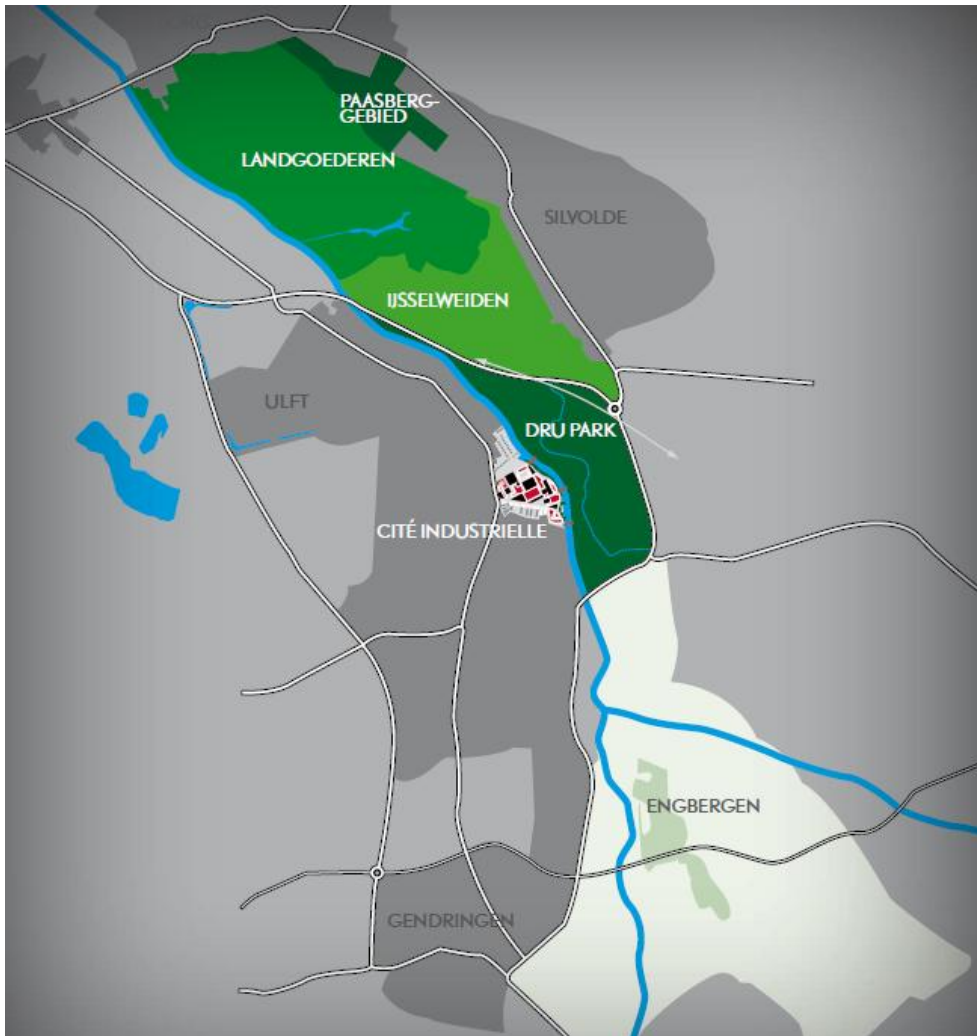 PAASBERG-
GEBIED
LANDGOEDEREN
SILVOLDE
IJSSELWEIDEN
ULFT
DRU PARK
CITÉ INDUSTRIELLE
ENGBERGEN
GENDRINGEN